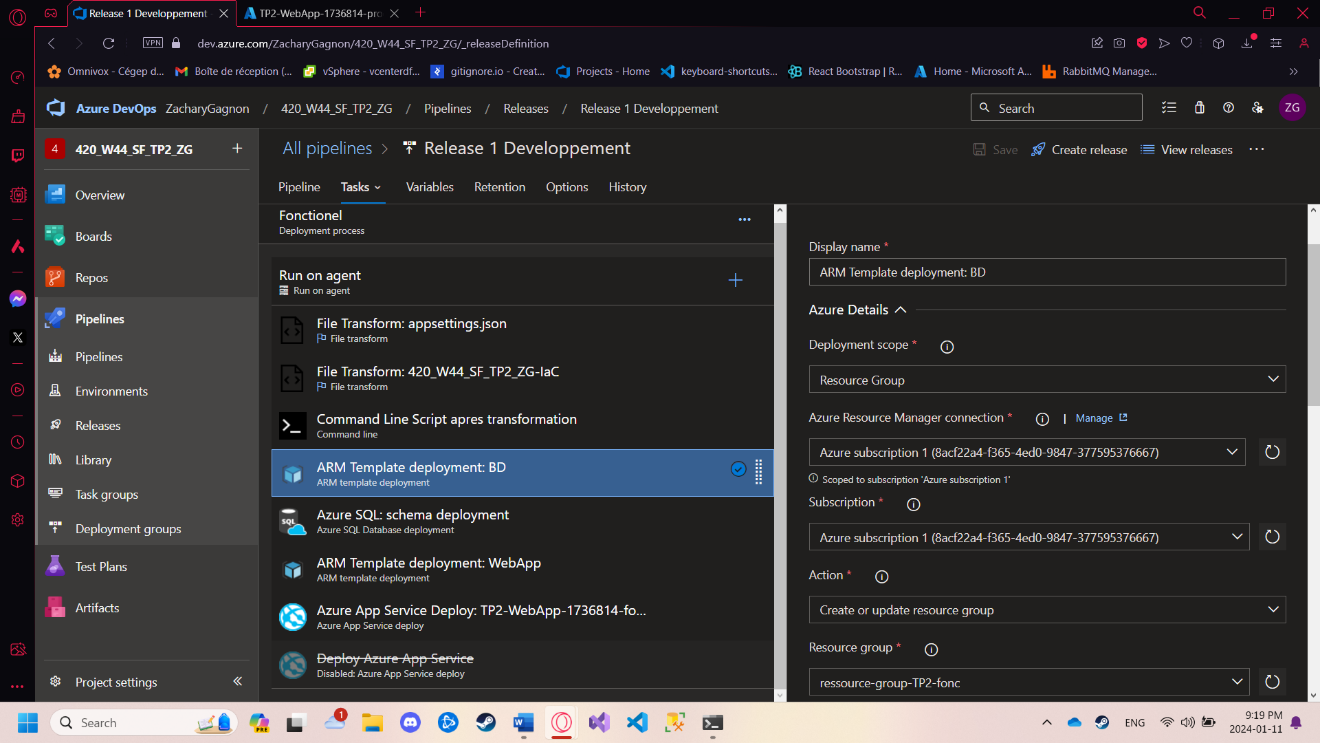 Release 1 Developpement
TP2-WebApp-1736814-pro
VPN
dev.azure.com/ZacharyGagnon/420_W44_SF_TP2_ZG/_releaseDefinition
Omnivox - Cégep d...
Boîte de réception (...
vSphere - vcenterdf...
gitignore.io - Creat...
Projects - Home
keyboard-shortcuts...
React Bootstrap | R...
Home - Microsoft A...
RabbitMQ Manage...
Azure DevOps ZacharyGagnon / 420_W44_SF_TP2_ZG / Pipelines / Releases / Release 1 Developpement
Search
ZG
4 420_W44_SF_TP2_ZG
Overview
Boards
Repos
Pipelines
Pipelines
Environments
Releases
Library
Task groups
Deployment groups
Test Plans
Artifacts
Project settings
All pipelines > Release 1 Developpement
Save
Create release
View releases
Pipeline Tasks Variables Retention Options History
Fonctionel
Deployment process
Run on agent
Run on agent
File Transform: appsettings.json
File transform
File Transform: 420_W44_SF_TP2_ZG-IaC
File transform
Command Line Script apres transformation
Command line
ARM Template deployment: BD
ARM template deployment
Azure SQL: schema deployment
SQL
Azure SQL Database deployment
ARM Template deployment: WebApp
ARM template deployment
Azure App Service Deploy: TP2-WebApp-1736814-fo...
Azure App Service deploy
Deploy Azure App Service
Disabled: Azure App Service deploy
Display name *
ARM Template deployment: BD
Azure Details
Deployment scope *
Resource Group
Azure Resource Manager connection * | Manage
Azure subscription 1 (8acf22a4-f365-4ed0-9847-377595376667)
Scoped to subscription 'Azure subscription 1'
Subscription *
Azure subscription 1 (8acf22a4-f365-4ed0-9847-377595376667)
Action *
Create or update resource group
Resource group *
ressource-group-TP2-fonc
Search
PRE
1
ENG
9:19 PM
2024-01-11